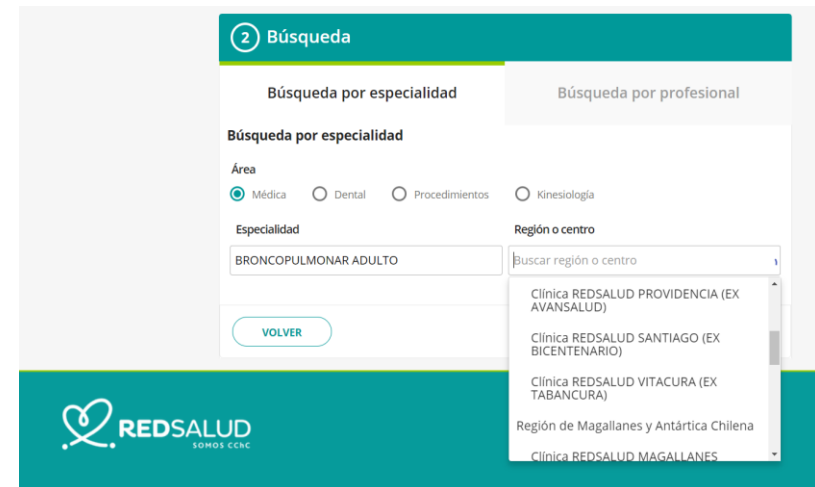 2 Búsqueda
Búsqueda por especialidad
Búsqueda por profesional
Búsqueda por especialidad
Área
Médica
Dental
Procedimientos
Kinesiología
Especialidad
Región o centro
BRONCOPULMONAR ADULTO
Buscar región o centro
Clínica REDSALUD PROVIDENCIA (EX
AVANSALUD)
Clínica REDSALUD SANTIAGO (EX
BICENTENARIO)
Clínica REDSALUD VITACURA (EX
TABANCURA)
Región de Magallanes y Antártica Chilena
Clínica REDSALUD MAGALLANES
VOLVER
REDSALUD
SOMOS CChC